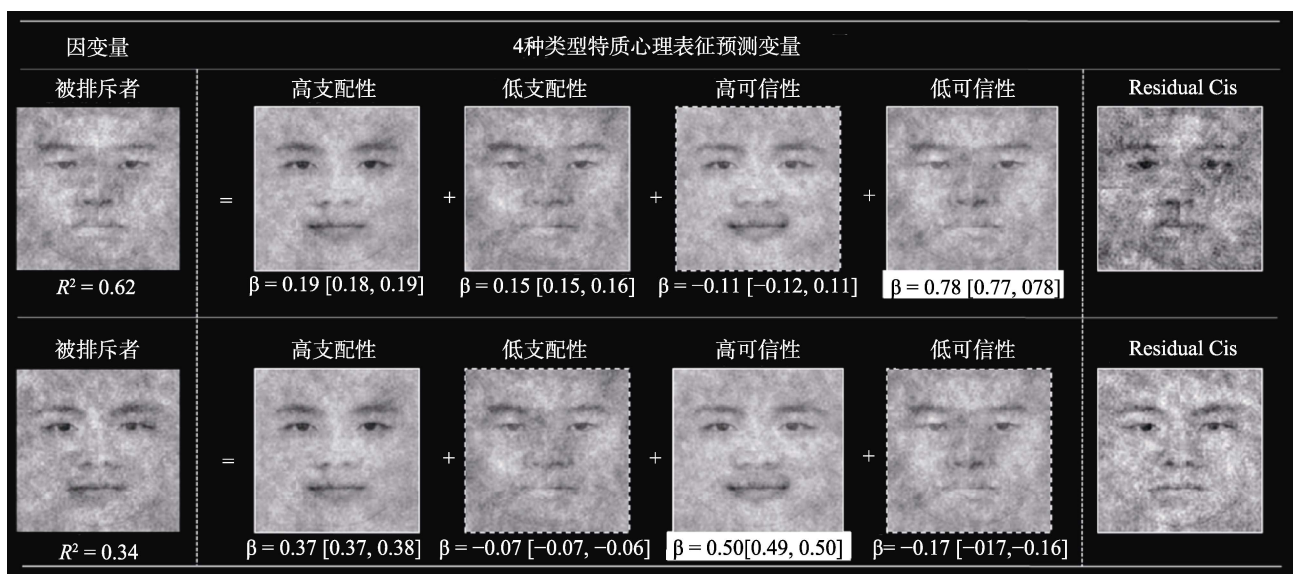 因变量
4种类型特质心理表征预测变量
被排斥者
高支配性
低支配性
高可信性
低可信性
Residual Cis
=
+
+
+
R² = 0.62
β = 0.19 [0.18, 0.19]
β = 0.15 [0.15, 0.16]
β = −0.11 [−0.12, 0.11]
β = 0.78 [0.77, 078]
被排斥者
高支配性
低支配性
高可信性
低可信性
Residual Cis
=
+
+
+
R² = 0.34
β = 0.37 [0.37, 0.38]
β = −0.07 [−0.07, −0.06]
β = 0.50[0.49, 0.50]
β= −0.17 [−017,−0.16]